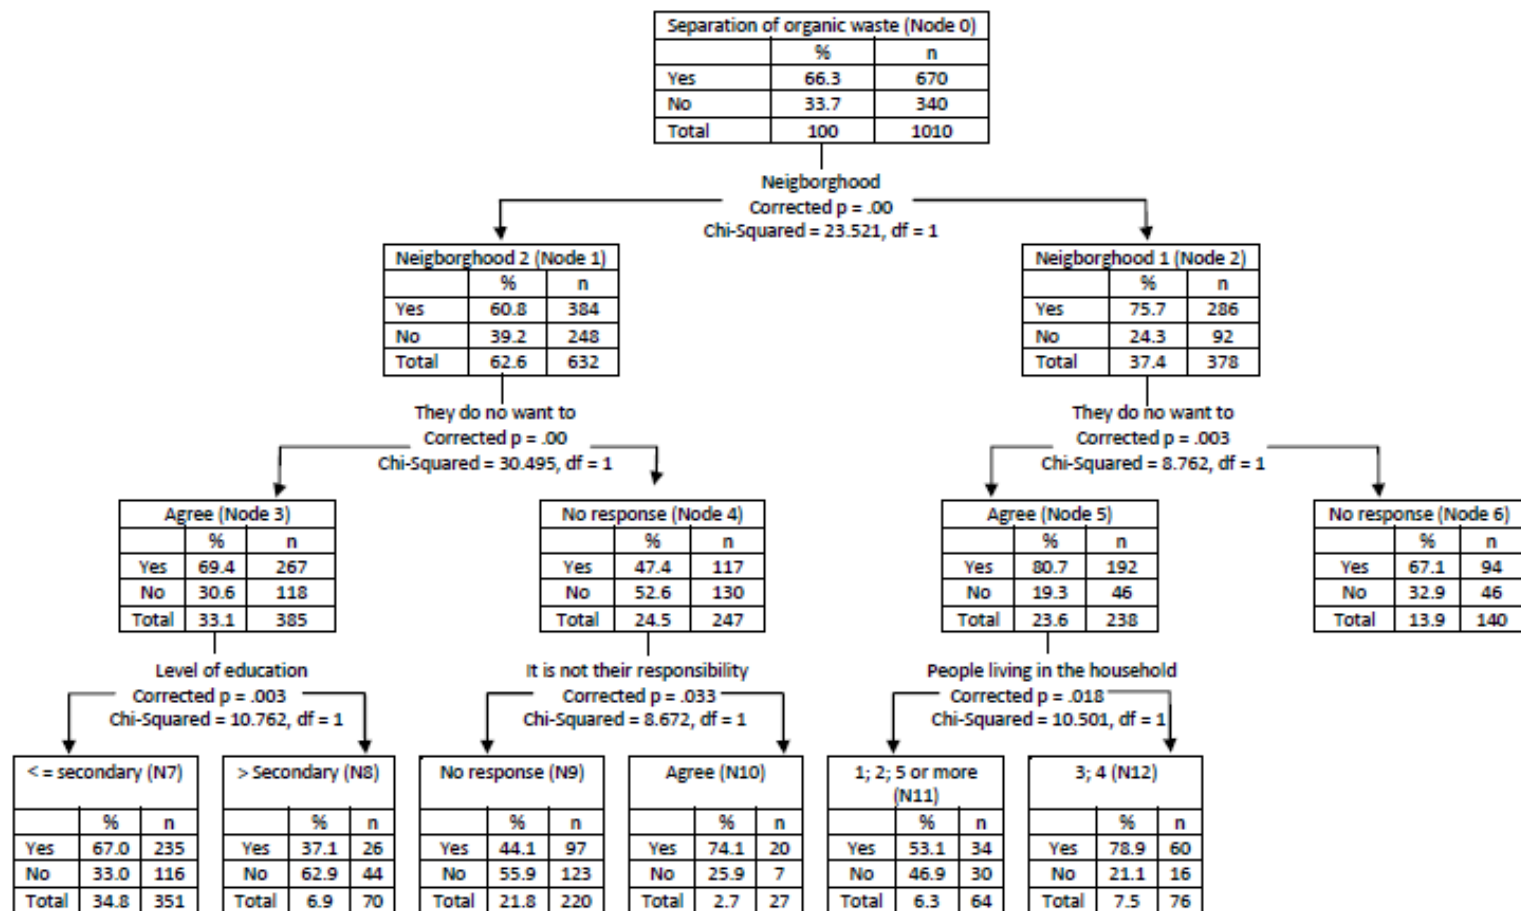 Separation of organic waste (Node 0)
% n
Yes 66.3 670
No 33.7 340
Total 100 1010
Neigborghood
Corrected p = .00
Chi-Squared = 23.521, df = 1
Neigborghood 2 (Node 1)
% n
Yes 60.8 384
No 39.2 248
Total 62.6 632
Neigborghood 1 (Node 2)
% n
Yes 75.7 286
No 24.3 92
Total 37.4 378
They do no want to
Corrected p = .00
Chi-Squared = 30.495, df = 1
They do no want to
Corrected p = .003
Chi-Squared = 8.762, df = 1
Agree (Node 3)
% n
Yes 69.4 267
No 30.6 118
Total 33.1 385
No response (Node 4)
% n
Yes 47.4 117
No 52.6 130
Total 24.5 247
Agree (Node 5)
% n
Yes 80.7 192
No 19.3 46
Total 23.6 238
No response (Node 6)
% n
Yes 67.1 94
No 32.9 46
Total 13.9 140
Level of education
Corrected p = .003
Chi-Squared = 10.762, df = 1
It is not their responsibility
Corrected p = .033
Chi-Squared = 8.672, df = 1
People living in the household
Corrected p = .018
Chi-Squared = 10.501, df = 1
< = secondary (N7)
% n
Yes 67.0 235
No 33.0 116
Total 34.8 351
> Secondary (N8)
% n
Yes 37.1 26
No 62.9 44
Total 6.9 70
No response (N9)
% n
Yes 44.1 97
No 55.9 123
Total 21.8 220
Agree (N10)
% n
Yes 74.1 20
No 25.9 7
Total 2.7 27
1; 2; 5 or more
(N11)
% n
Yes 53.1 34
No 46.9 30
Total 6.3 64
3; 4 (N12)
% n
Yes 78.9 60
No 21.1 16
Total 7.5 76